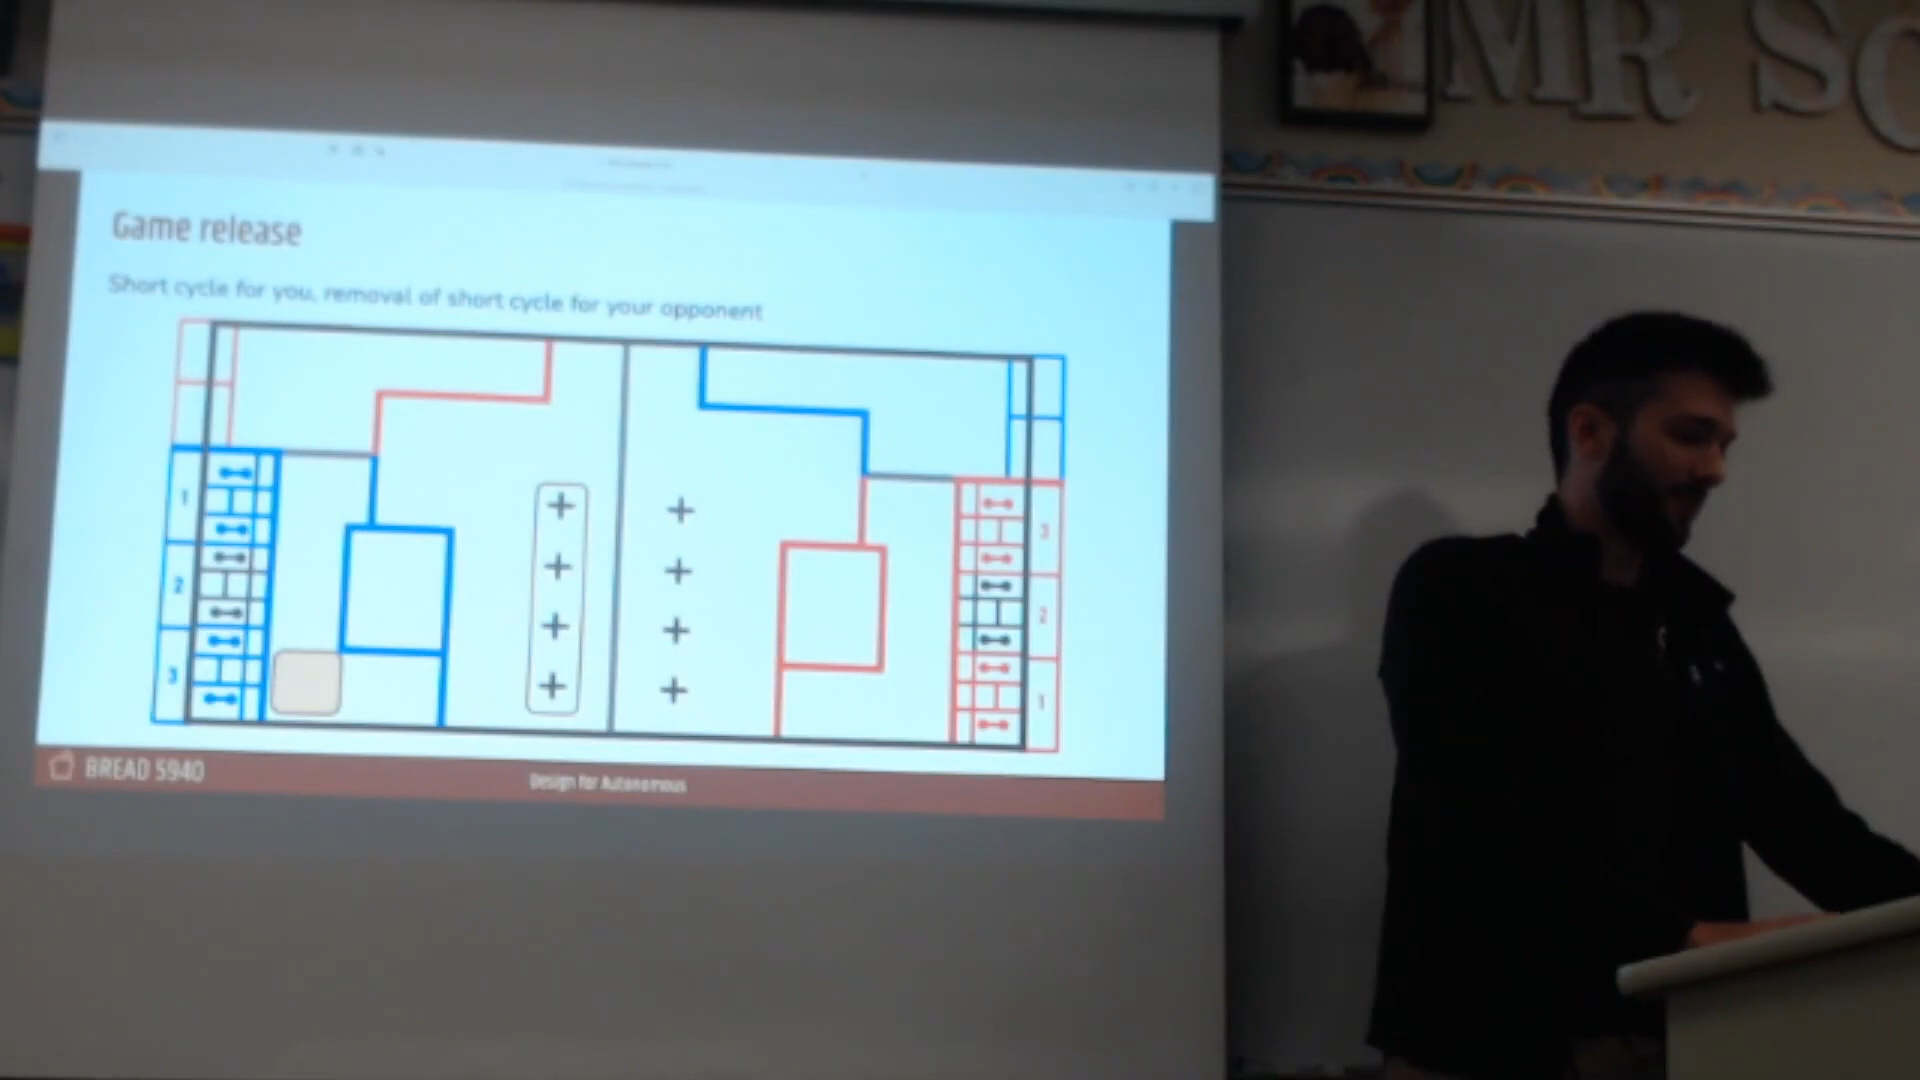 MR SC
Game release
Short cycle for you, removal of short cycle for your opponent
1
2
3
3
2
1
BREAD 5940
Design for Autonomous